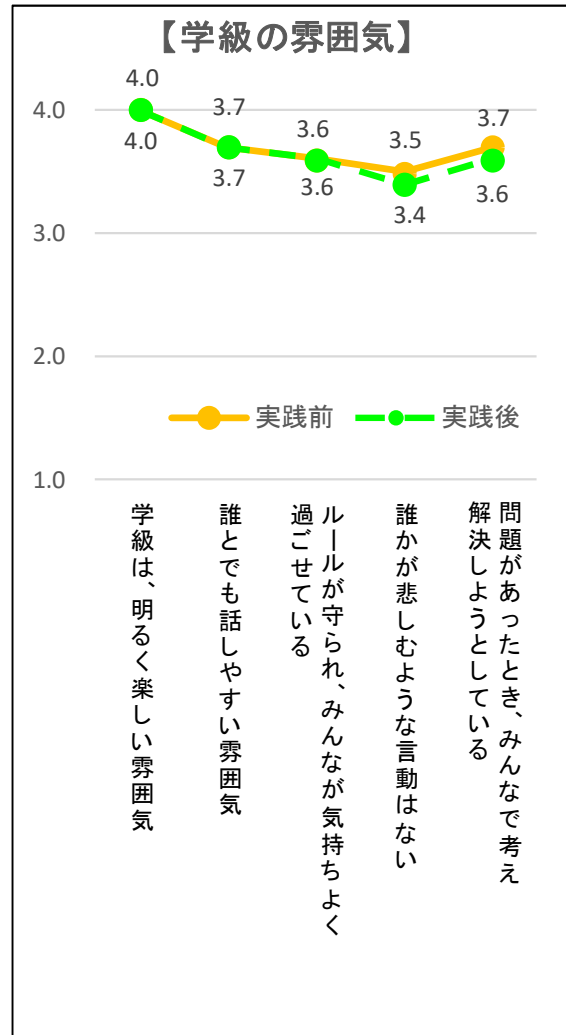 【学級の雰囲気】
4.0
3.0
2.0
1.0
4.0
3.7
3.6
3.5
3.7
4.0
3.7
3.6
3.4
3.6
実践前
実践後
学級は、明るく楽しい雰囲気
誰とでも話しやすい雰囲気
ルールが守られ、みんなが気持ちよく
過ごせている
誰かが悲しむような言動はない
問題があったとき、みんなで考え
解決しようとしている